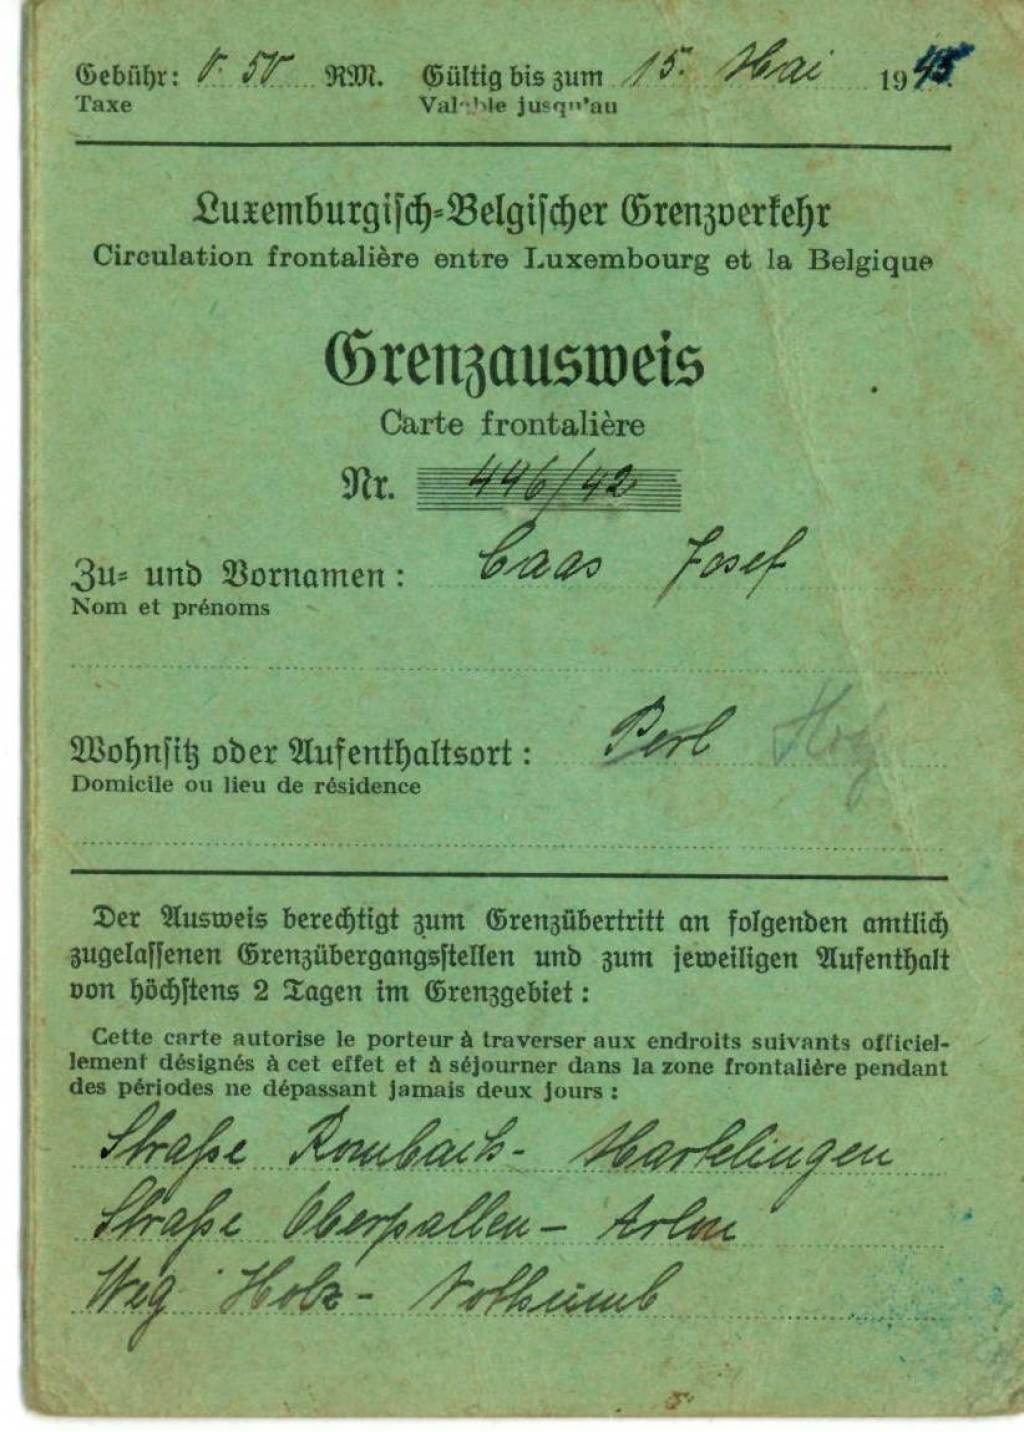 Gebühr: 0.50 RM. Gültig bis zum 15. Mai 1945
Taxe Valable jusqu'au
Luxemburgisch-Belgischer Grenzverkehr
Circulation frontalière entre Luxembourg et la Belgique
Grenzausweis
Carte frontalière
Nr. 446/42
Zu- und Vornamen: Caas Josef
Nom et prénoms
Wohnsitz oder Aufenthaltsort: Perl Holz
Domicile ou lieu de résidence
Der Ausweis berechtigt zum Grenzübertritt an folgenden amtlich
zugelassenen Grenzübergangsstellen und zum jeweiligen Aufenthalt
von höchstens 2 Tagen im Grenzgebiet:
Cette carte autorise le porteur à traverser aux endroits suivants officiel-
lement désignés à cet effet et à séjourner dans la zone frontalière pendant
des périodes ne dépassant jamais deux jours:
Straße Rombach - Martelingen
Straße Oberpallen - Arlon
Weg Holz -